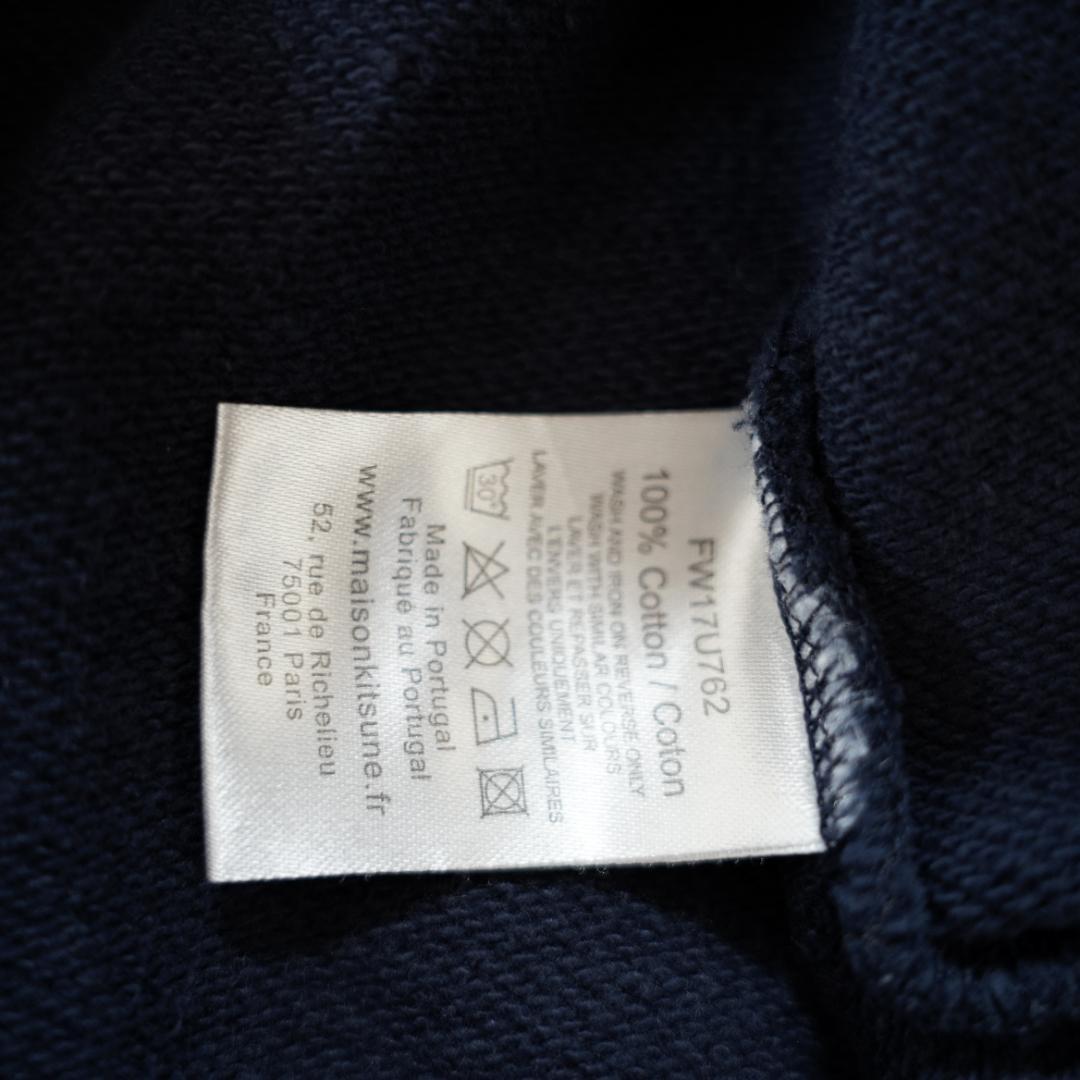 FW17U762
100% Cotton / Coton
WASH AND IRON ON REVERSE ONLY
WASH WITH SIMILAR COLOURS
LAVER ET REPASSER SUR
L'ENVERS UNIQUEMENT
LAVER AVEC DES COULEURS SIMILAIRES
30°
Made in Portugal
Fabriqué au Portugal
www.maisonkitsune.fr
52, rue de Richelieu
75001 Paris
France